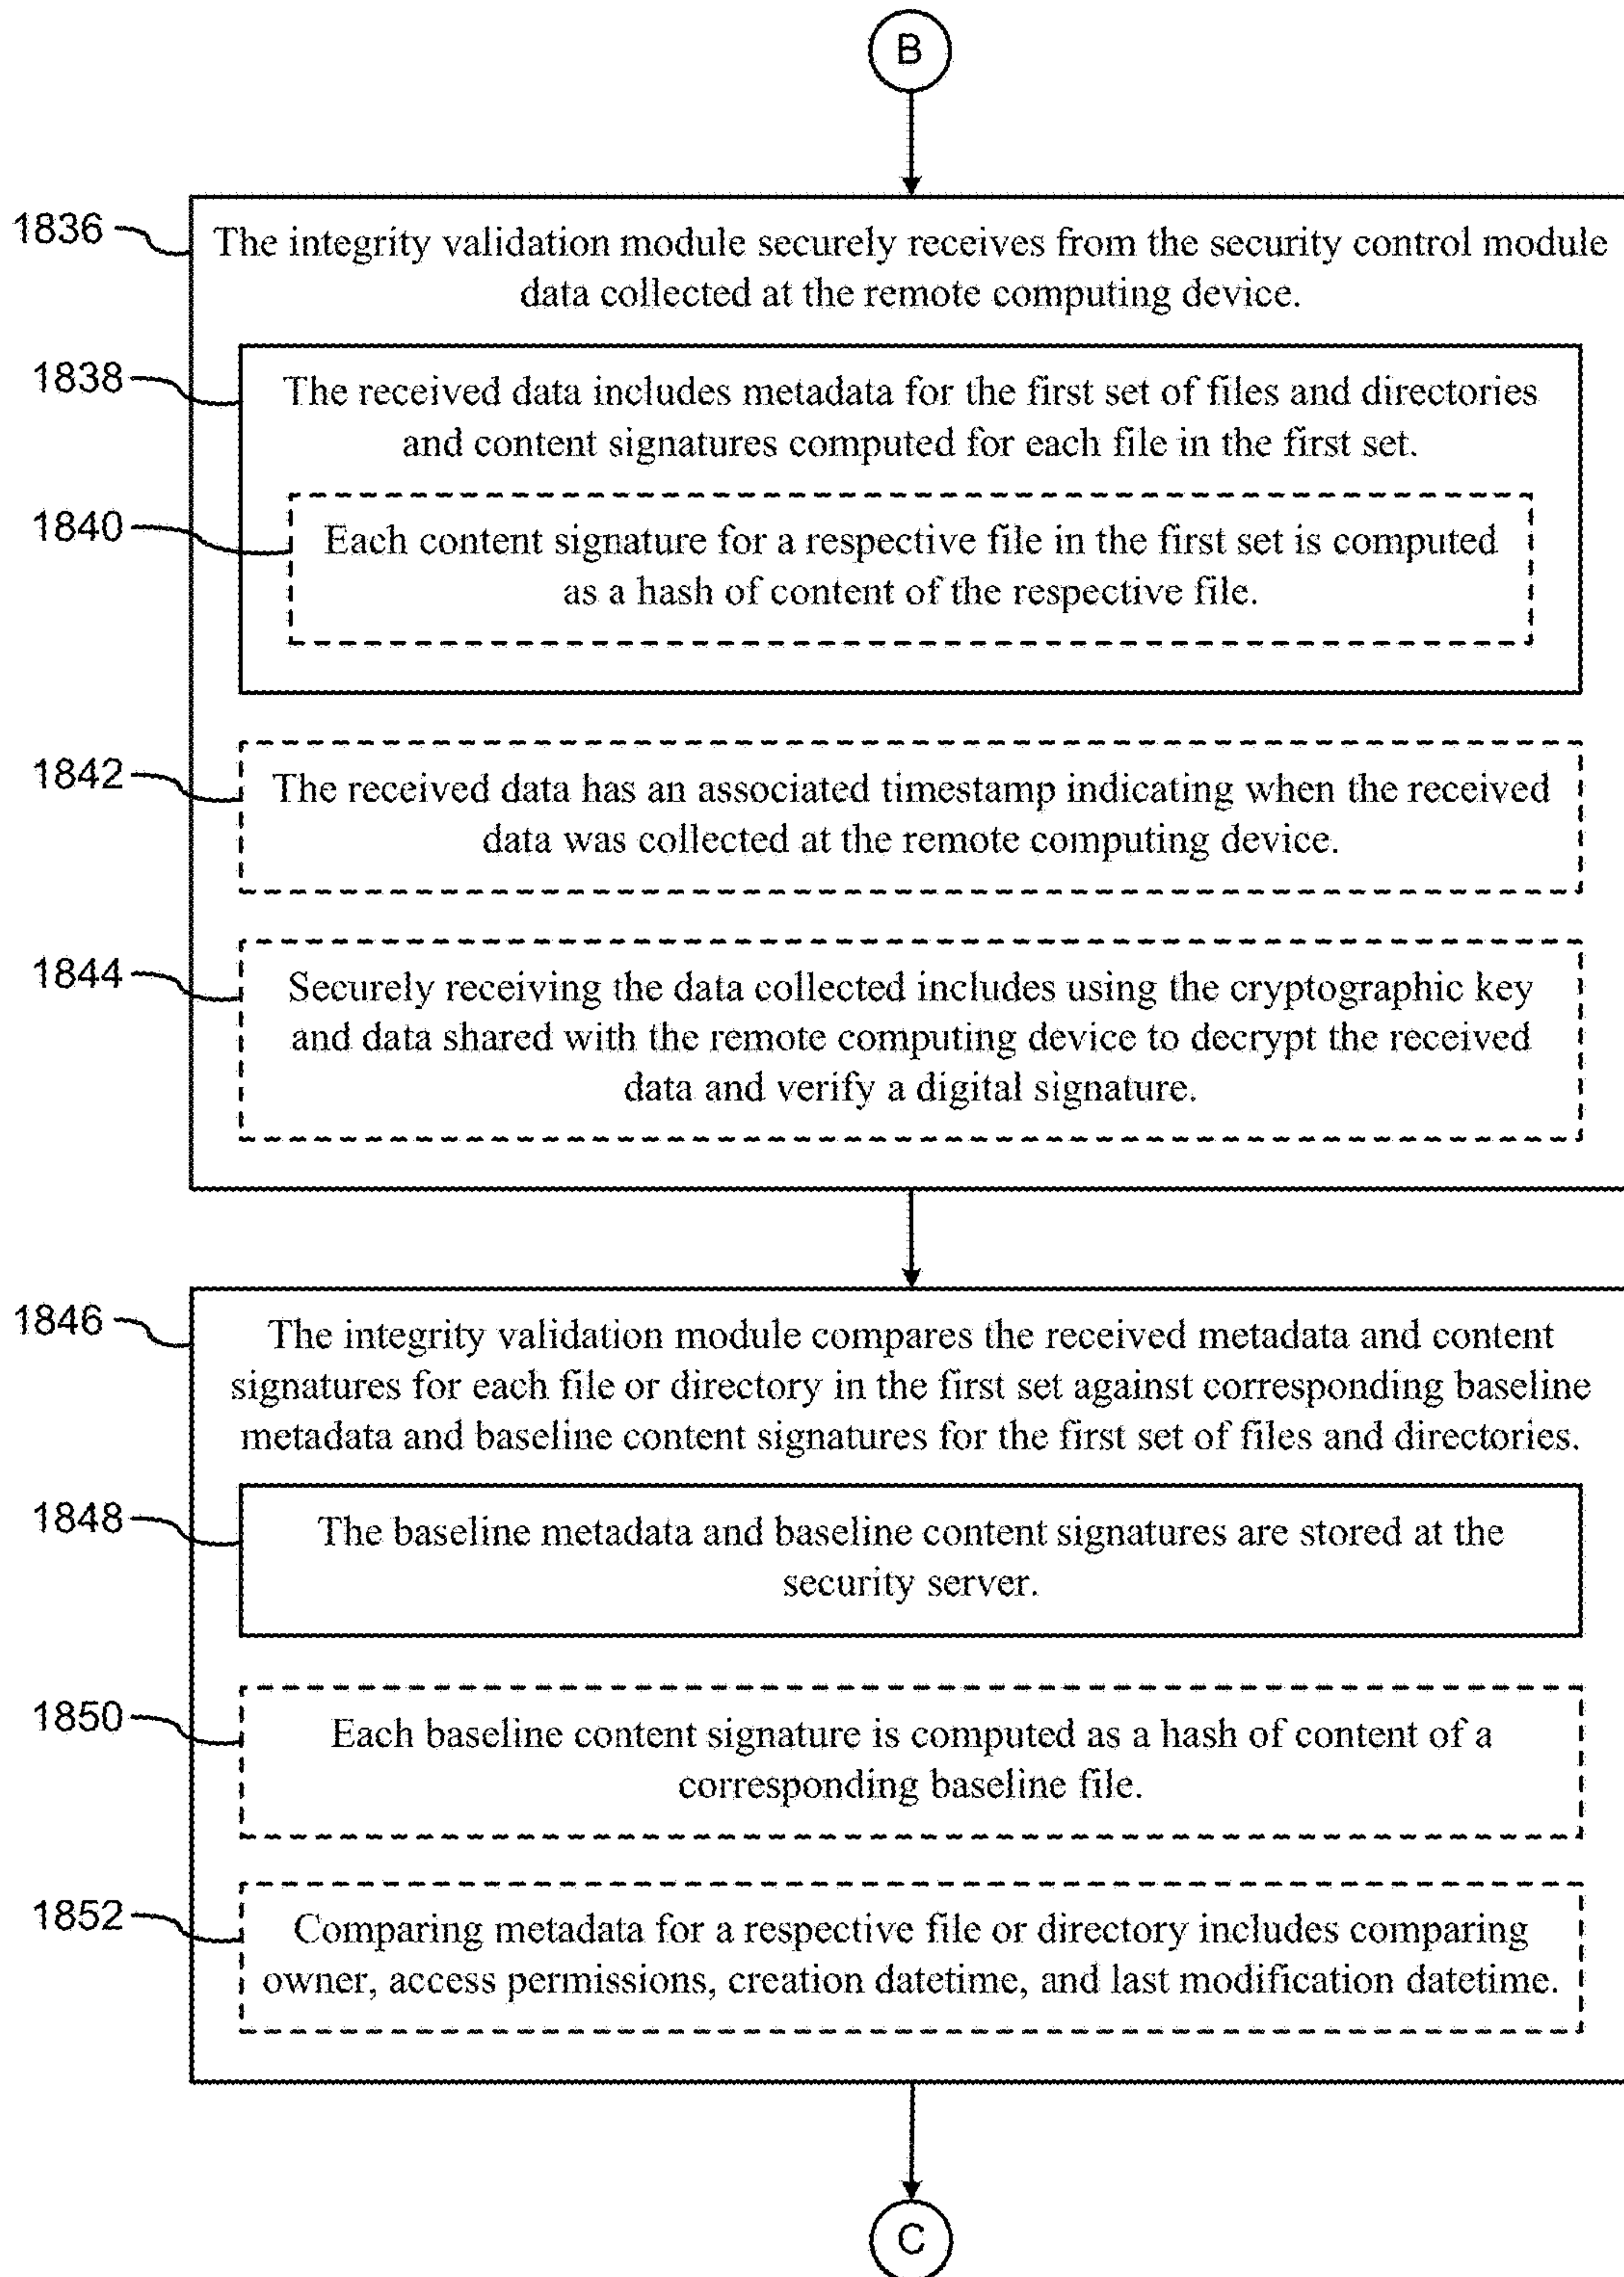 B
1836
The integrity validation module securely receives from the security control module
data collected at the remote computing device.
1838
The received data includes metadata for the first set of files and directories
and content signatures computed for each file in the first set.
1840
Each content signature for a respective file in the first set is computed
as a hash of content of the respective file.
1842
The received data has an associated timestamp indicating when the received
data was collected at the remote computing device.
1844
Securely receiving the data collected includes using the cryptographic key
and data shared with the remote computing device to decrypt the received
data and verify a digital signature.
1846
The integrity validation module compares the received metadata and content
signatures for each file or directory in the first set against corresponding baseline
metadata and baseline content signatures for the first set of files and directories.
1848
The baseline metadata and baseline content signatures are stored at the
security server.
1850
Each baseline content signature is computed as a hash of content of a
corresponding baseline file.
1852
Comparing metadata for a respective file or directory includes comparing
owner, access permissions, creation datetime, and last modification datetime.
C